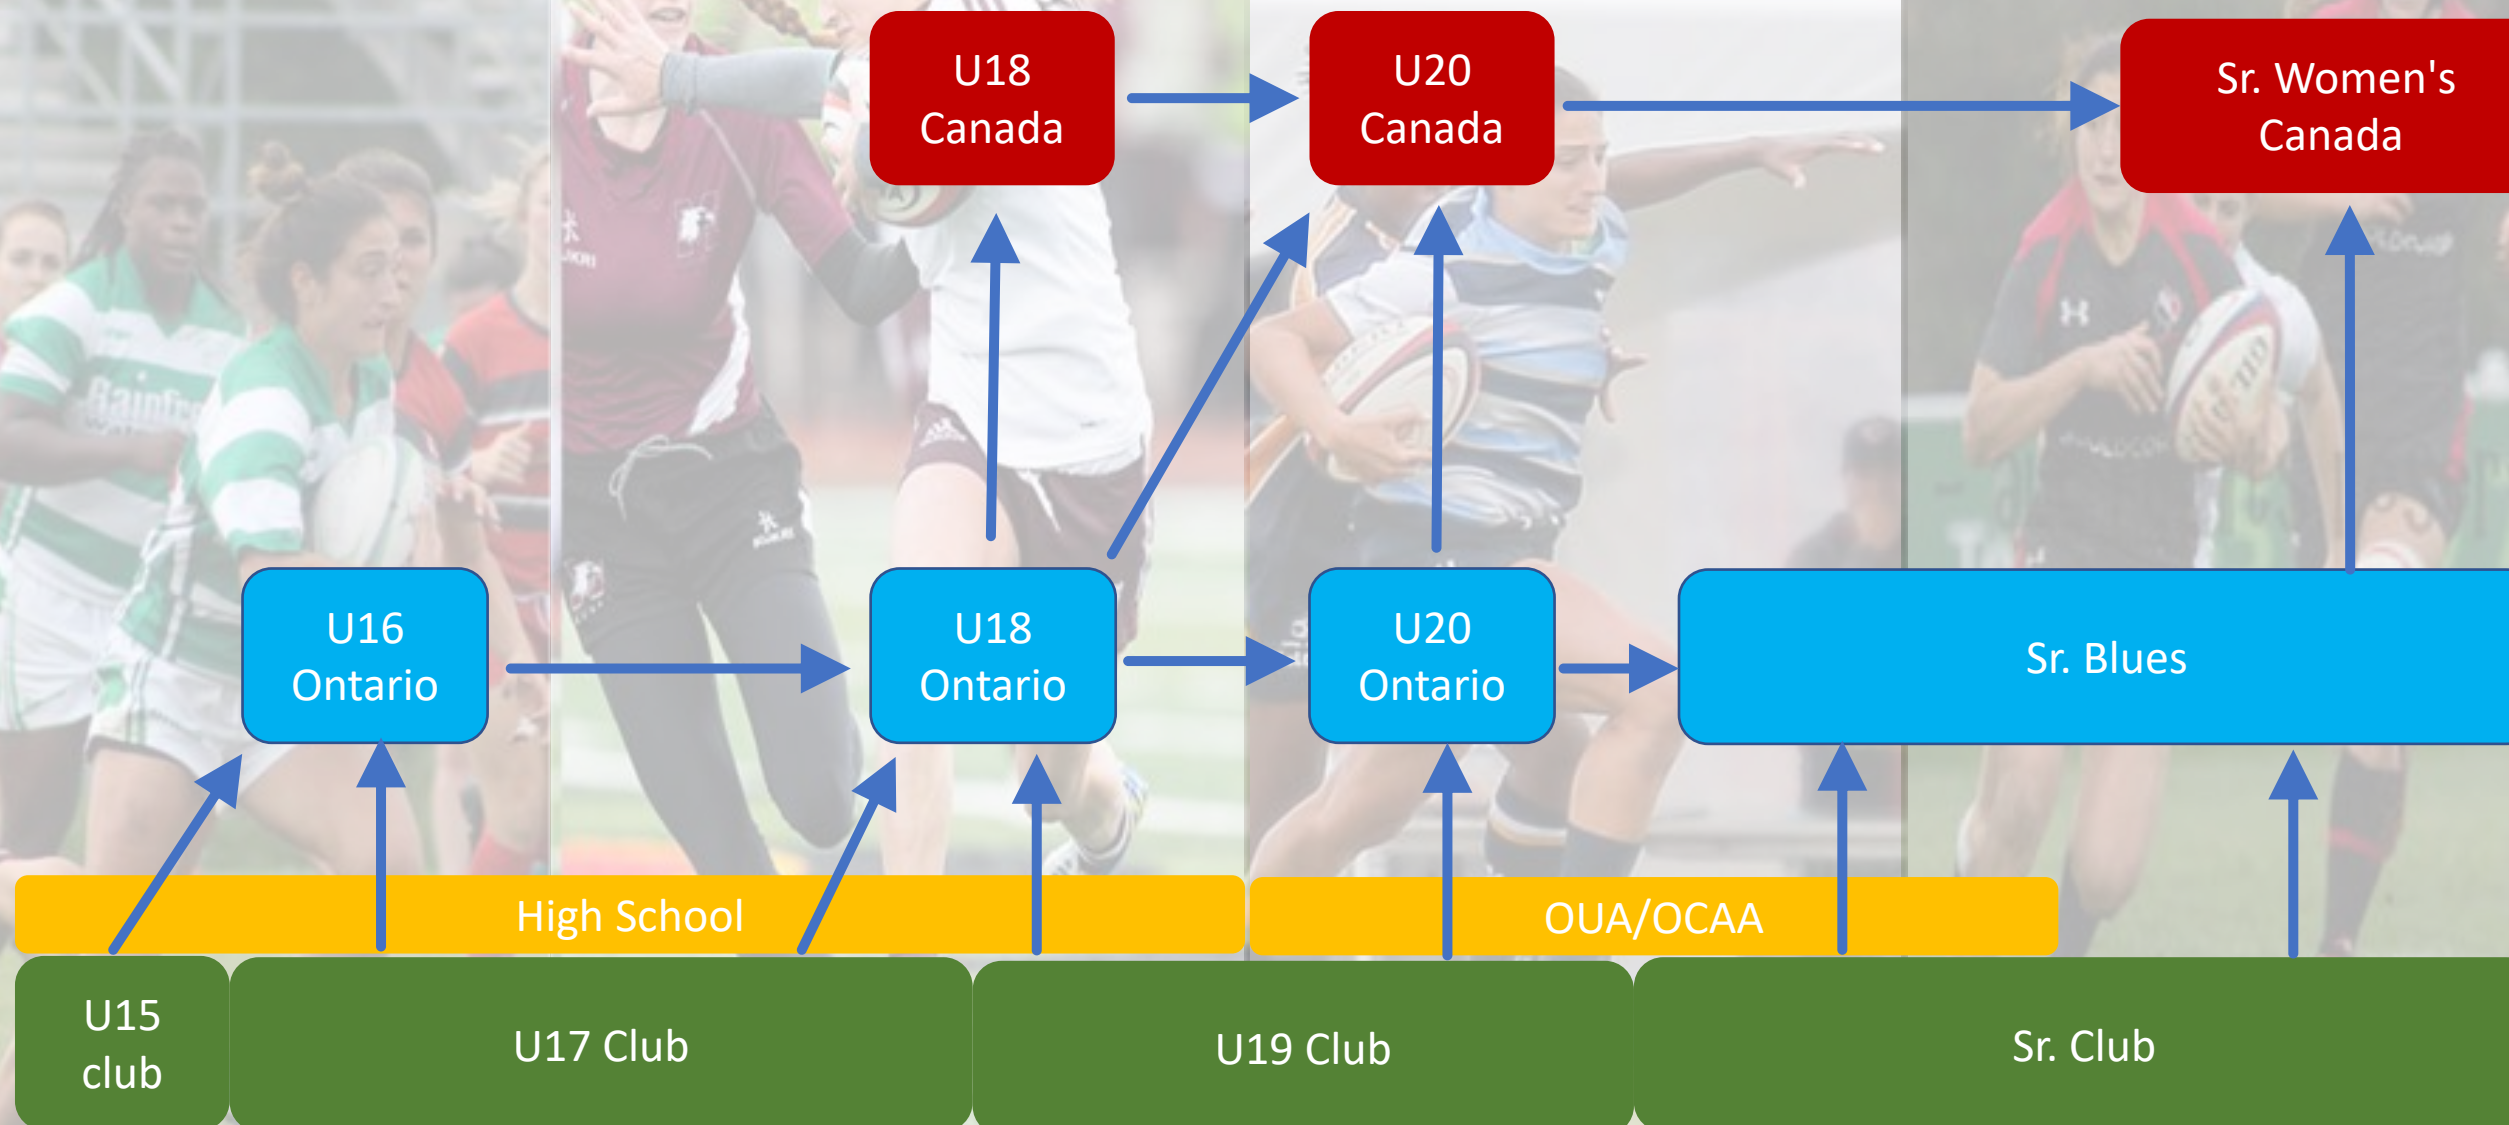 U18
Canada
U20
Canada
Sr. Women's
Canada
U16
Ontario
U18
Ontario
U20
Ontario
Sr. Blues
High School
OUA/OCAA
U15
club
U17 Club
U19 Club
Sr. Club